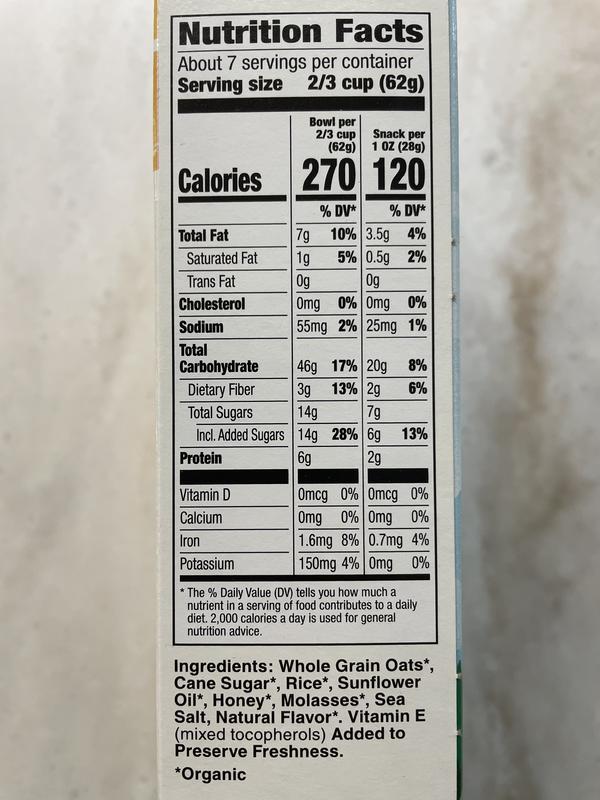 Nutrition Facts
About 7 servings per container
Serving size 2/3 cup (62g)
Bowl per 2/3 cup (62g) Snack per 1 OZ (28g)
Calories 270 120
% DV* % DV*
Total Fat 7g 10% 3.5g 4%
Saturated Fat 1g 5% 0.5g 2%
Trans Fat 0g 0g
Cholesterol 0mg 0% 0mg 0%
Sodium 55mg 2% 25mg 1%
Total
Carbohydrate 46g 17% 20g 8%
Dietary Fiber 3g 13% 2g 6%
Total Sugars 14g 7g
Incl. Added Sugars 14g 28% 6g 13%
Protein 6g 2g
Vitamin D 0mcg 0% 0mcg 0%
Calcium 0mg 0% 0mg 0%
Iron 1.6mg 8% 0.7mg 4%
Potassium 150mg 4% 0mg 0%
* The % Daily Value (DV) tells you how much a
nutrient in a serving of food contributes to a daily
diet. 2,000 calories a day is used for general
nutrition advice.
Ingredients: Whole Grain Oats*,
Cane Sugar*, Rice*, Sunflower
Oil*, Honey*, Molasses*, Sea
Salt, Natural Flavor*. Vitamin E
(mixed tocopherols) Added to
Preserve Freshness.
*Organic